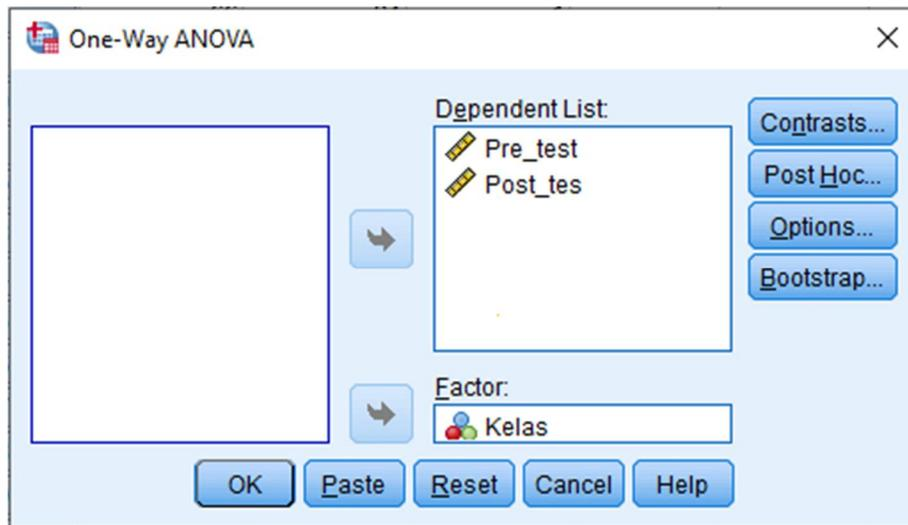 One-Way ANOVA
Dependent List:
Pre_test
Post_tes
Contrasts...
Post Hoc...
Options...
Bootstrap...
Factor:
Kelas
OK Paste Reset Cancel Help